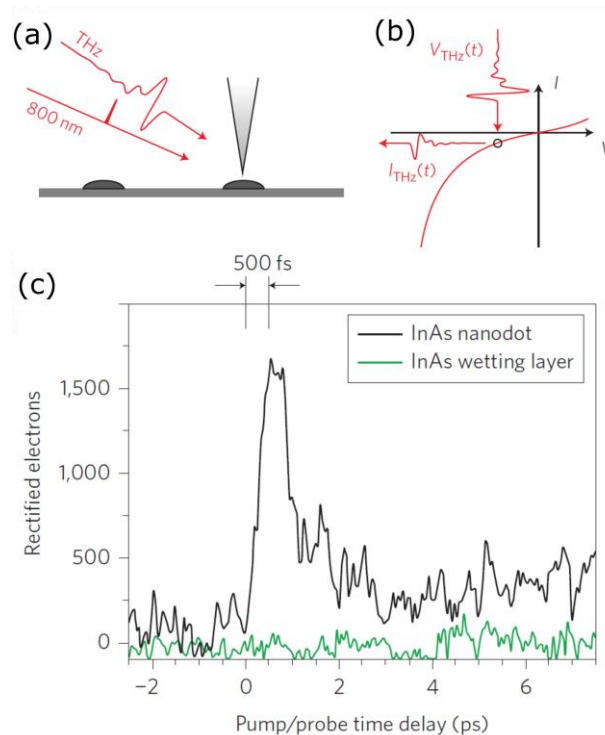 (a)
THz
800 nm
(b)
V_THz(t)
I
I_THz(t)
(c)
500 fs
InAs nanodot
InAs wetting layer
1,500
1,000
500
0
Rectified electrons
−2
0
2
4
6
Pump/probe time delay (ps)